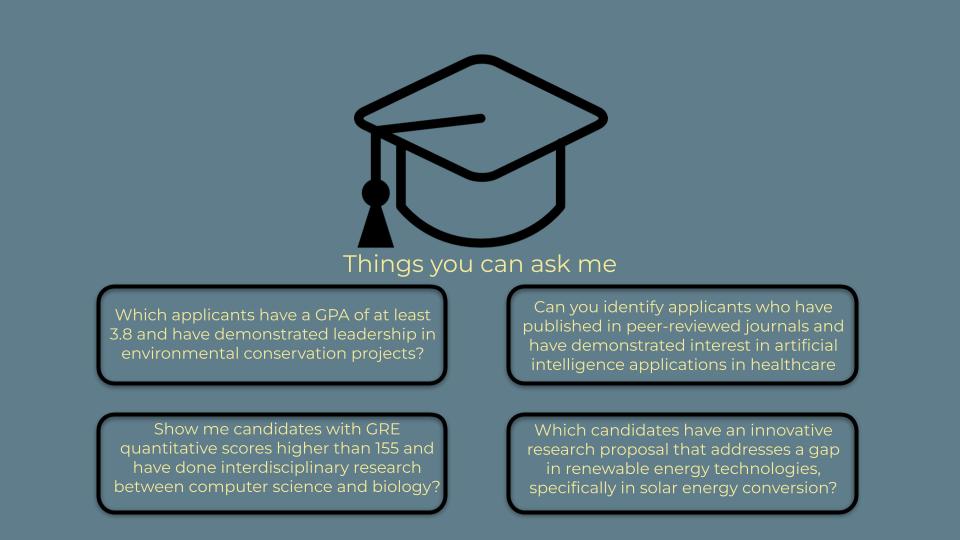 Things you can ask me
Which applicants have a GPA of at least
3.8 and have demonstrated leadership in
environmental conservation projects?
Can you identify applicants who have
published in peer-reviewed journals and
have demonstrated interest in artificial
intelligence applications in healthcare
Show me candidates with GRE
quantitative scores higher than 155 and
have done interdisciplinary research
between computer science and biology?
Which candidates have an innovative
research proposal that addresses a gap
in renewable energy technologies,
specifically in solar energy conversion?